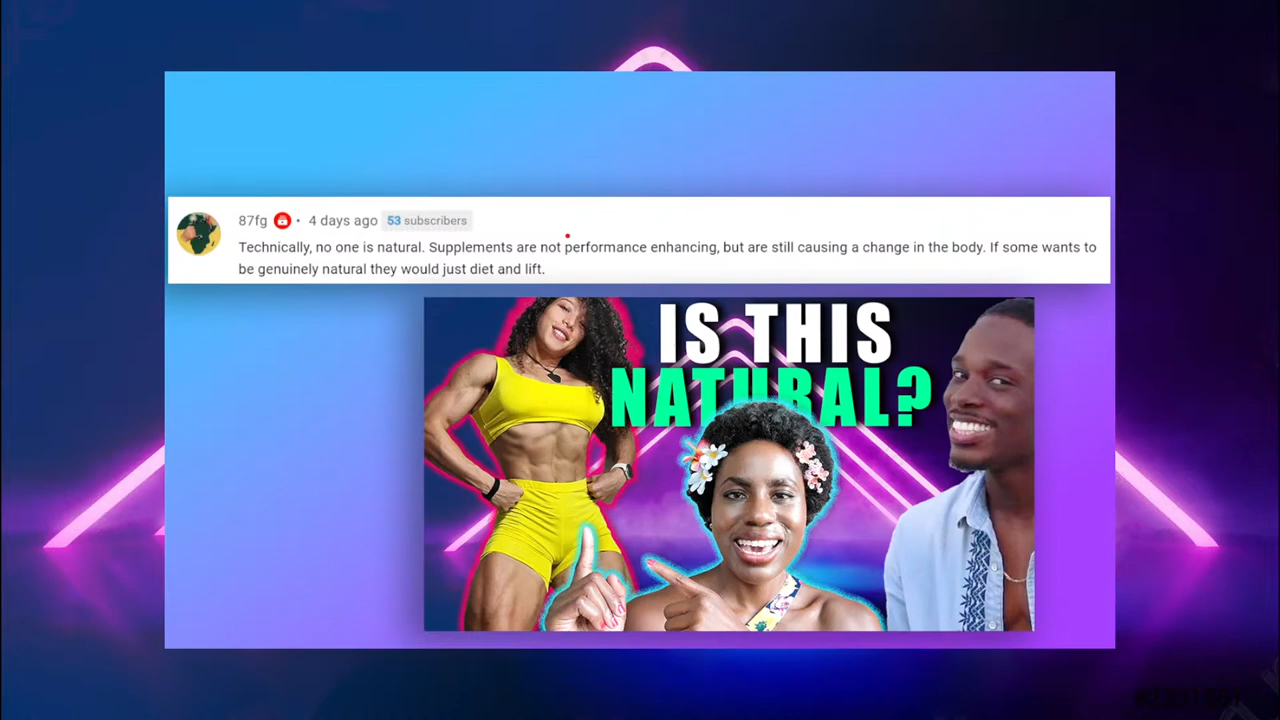 87fg • 4 days ago 53 subscribers
Technically, no one is natural. Supplements are not performance enhancing, but are still causing a change in the body. If some wants to
be genuinely natural they would just diet and lift.
IS THIS
NATURAL?